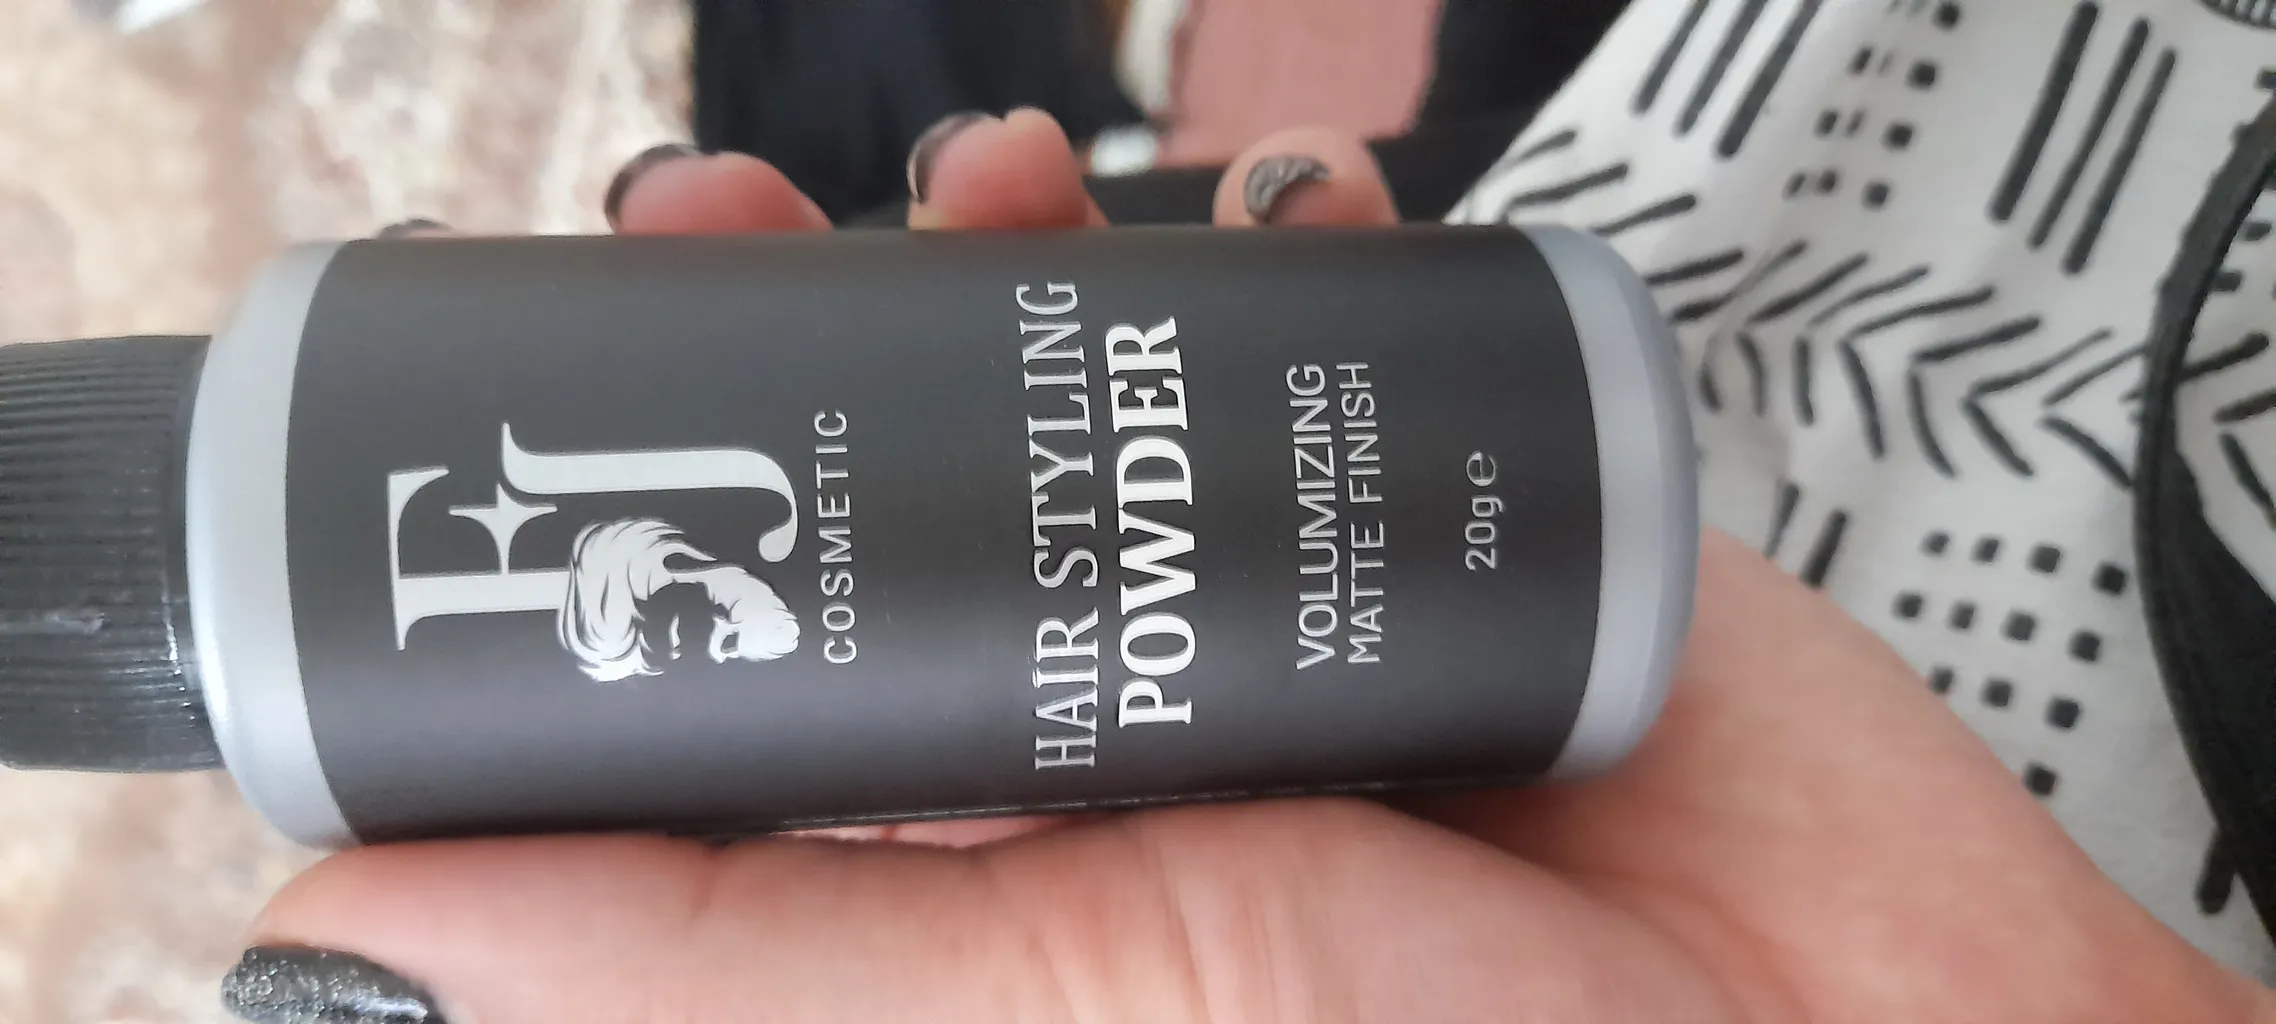 FJ
COSMETIC
HAIR STYLING
POWDER
VOLUMIZING
MATTE FINISH
20g℮